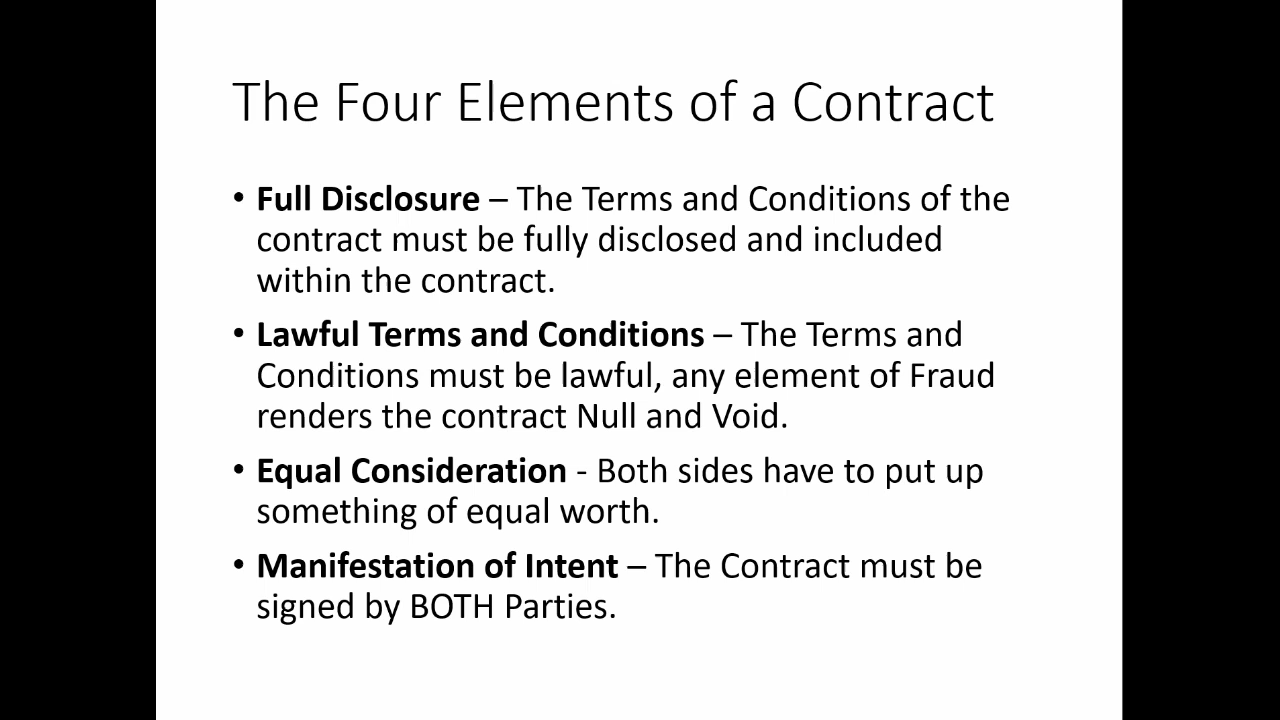 The Four Elements of a Contract
• Full Disclosure – The Terms and Conditions of the
contract must be fully disclosed and included
within the contract.
• Lawful Terms and Conditions – The Terms and
Conditions must be lawful, any element of Fraud
renders the contract Null and Void.
• Equal Consideration - Both sides have to put up
something of equal worth.
• Manifestation of Intent – The Contract must be
signed by BOTH Parties.